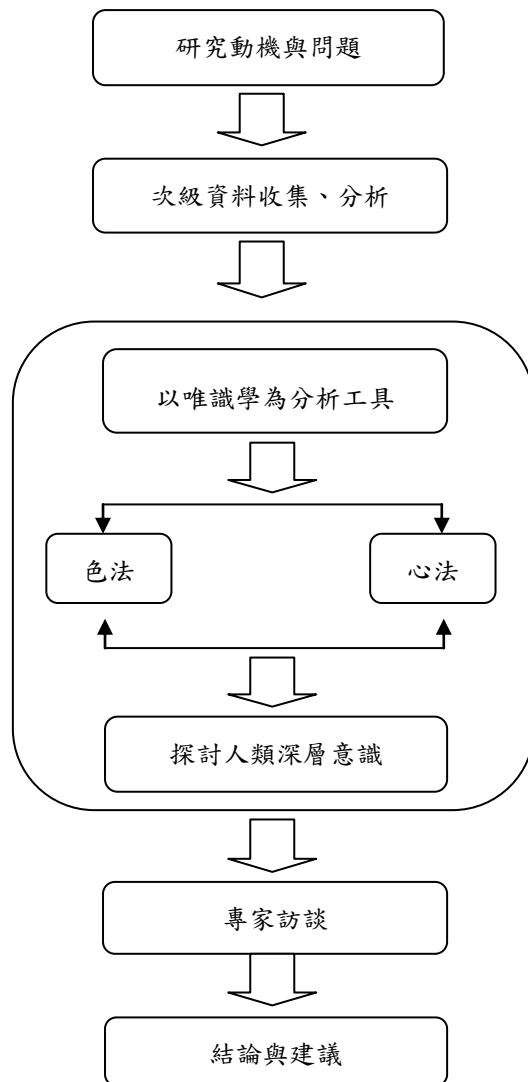 研究動機與問題
次級資料收集、分析
以唯識學為分析工具
色法
心法
探討人類深層意識
專家訪談
結論與建議